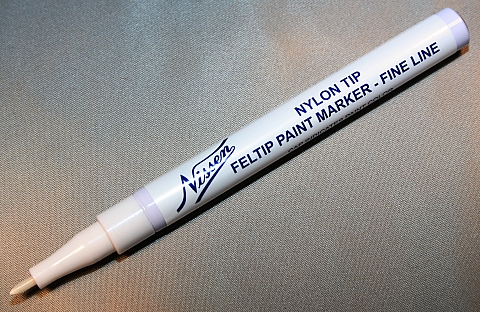 Nissen
NYLON TIP
FELTIP PAINT MARKER - FINE LINE